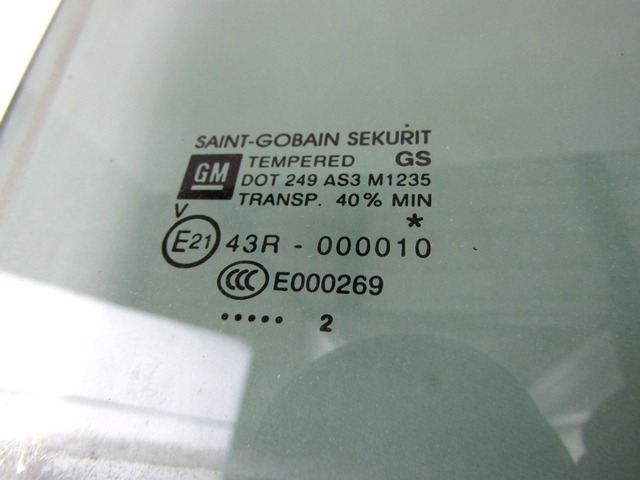 SAINT-GOBAIN SEKURIT
GM TEMPERED GS
DOT 249 AS3 M1235
TRANSP. 40% MIN
V *
E21 43R - 000010
CCC E000269
••••• 2